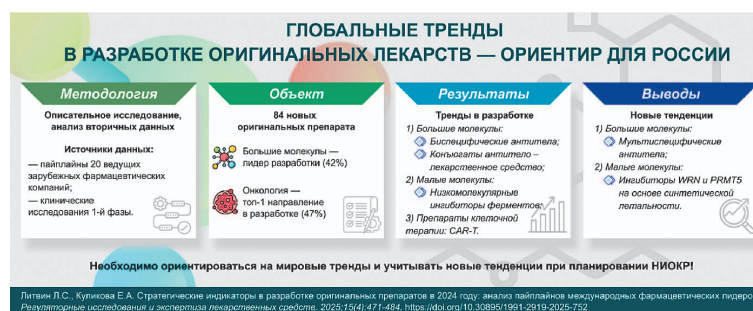 ГЛОБАЛЬНЫЕ ТРЕНДЫ
В РАЗРАБОТКЕ ОРИГИНАЛЬНЫХ ЛЕКАРСТВ — ОРИЕНТИР ДЛЯ РОССИИ
Методология
Описательное исследование,
анализ вторичных данных
Источники данных:
— пайплайны 20 ведущих
зарубежных фармацевтических
компаний;
— клинические
исследования 1-й фазы.
Объект
84 новых
оригинальных препарата
Большие молекулы —
лидер разработки (42%)
Онкология —
топ-1 направление
в разработке (47%)
Результаты
Тренды в разработке
1) Большие молекулы:
Биспецифические антитела;
Конъюгаты антитело –
лекарственное средство;
2) Малые молекулы:
Низкомолекулярные
ингибиторы ферментов;
3) Препараты клеточной
терапии: CAR-T.
Выводы
Новые тенденции
1) Большие молекулы:
Мультиспецифические
антитела;
2) Малые молекулы:
Ингибиторы WRN и PRMT5
на основе синтетической
летальности.
Необходимо ориентироваться на мировые тренды и учитывать новые тенденции при планировании НИОКР!
Литвин Л.С., Куликова Е.А. Стратегические индикаторы в разработке оригинальных препаратов в 2024 году: анализ пайплайнов международных фармацевтических лидеро
Регуляторные исследования и экспертиза лекарственных средств. 2025;15(4):471-484. https://doi.org/10.30895/1991-2919-2025-752